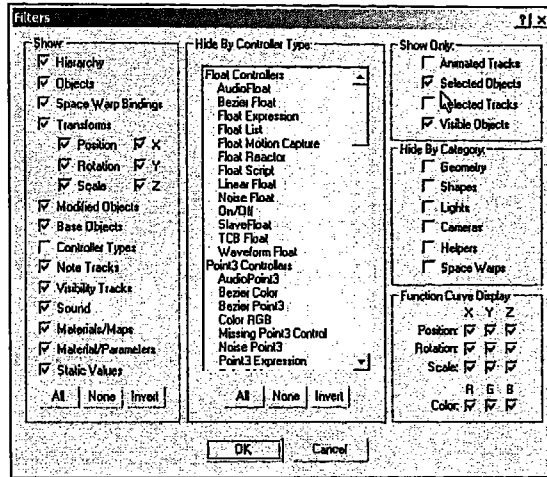 Filters
? x
Show:
Hierarchy
Objects
Space Warp Bindings
Transforms
Position X
Rotation Y
Scale Z
Modified Objects
Base Objects
Controller Types
Note Tracks
Visibility Tracks
Sound
Materials/Maps
Material/Parameters
Static Values
All None Invert
Hide By Controller Type:
Float Controllers
AudioFloat
Bezier Float
Float Expression
Float List
Float Motion Capture
Float Reactor
Float Script
Linear Float
Noise Float
On/Off
SlaveFloat
TCB Float
Waveform Float
Point3 Controllers
AudioPoint3
Bezier Color
Bezier Point3
Color RGB
Missing Point3 Control
Noise Point3
Point3 Expression
All None Invert
Show Only:
Animated Tracks
Selected Objects
Selected Tracks
Visible Objects
Hide By Category:
Geometry
Shapes
Lights
Cameras
Helpers
Space Warps
Function Curve Display
X Y Z
Position:
Rotation:
Scale:
R G B
Color:
OK Cancel